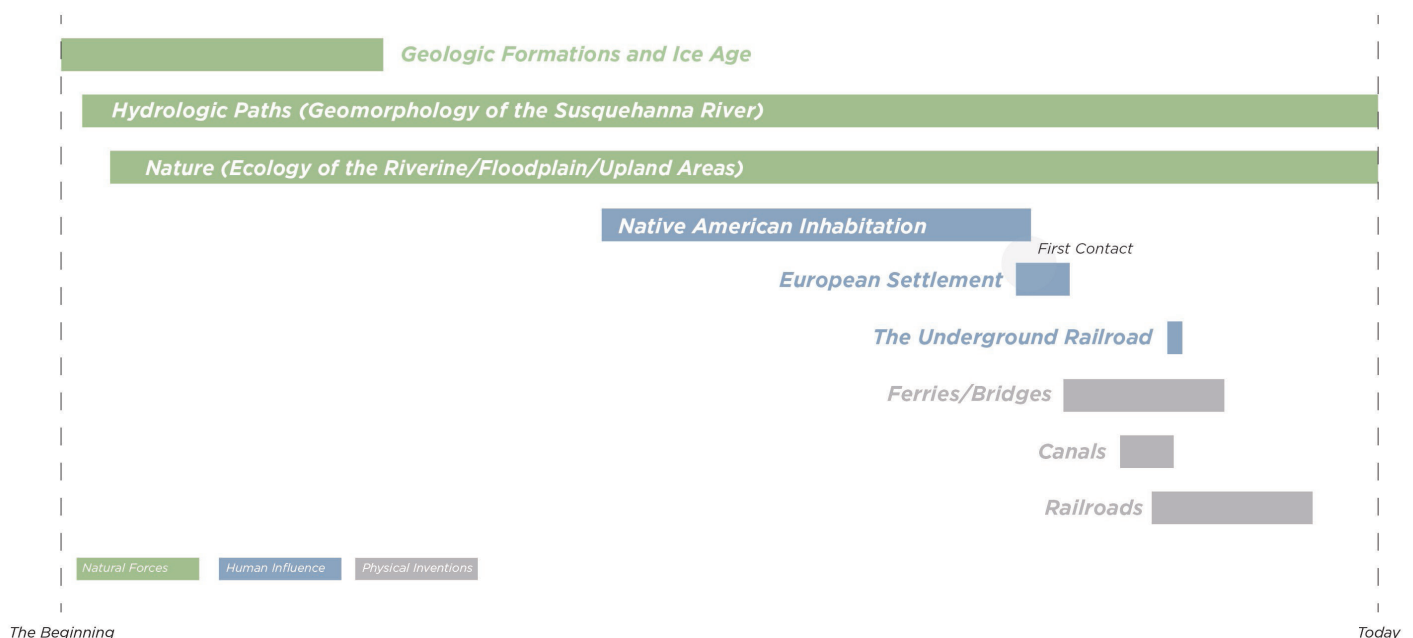 Geologic Formations and Ice Age
Hydrologic Paths (Geomorphology of the Susquehanna River)
Nature (Ecology of the Riverine/Floodplain/Upland Areas)
Native American Inhabitation
First Contact
European Settlement
The Underground Railroad
Ferries/Bridges
Canals
Railroads
Natural Forces
Human Influence
Physical Inventions
The Beginning
Today